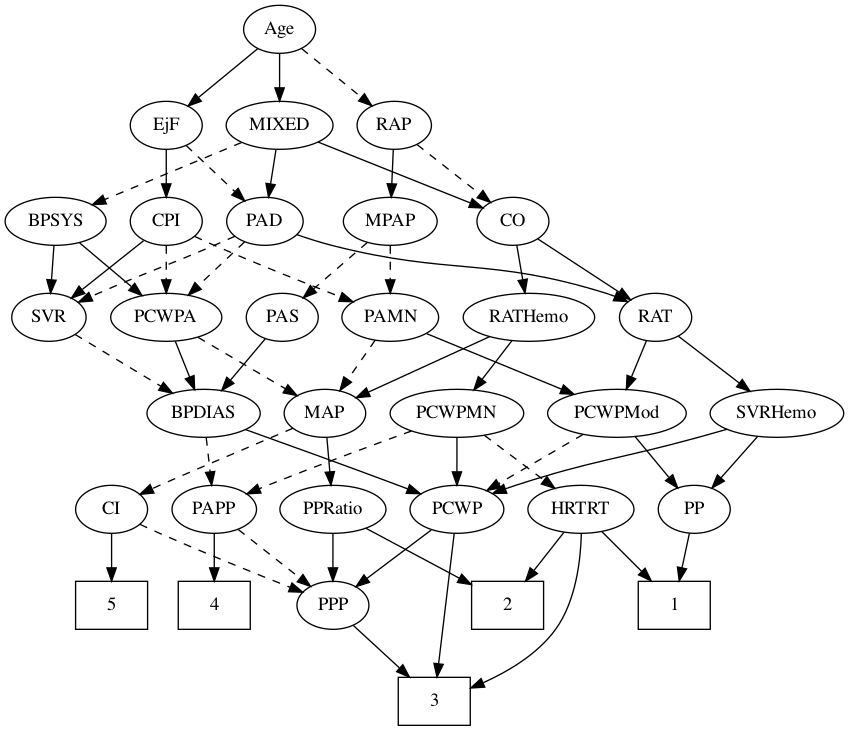 Age
EjF
MIXED
RAP
BPSYS
CPI
PAD
MPAP
CO
SVR
PCWPA
PAS
PAMN
RATHemo
RAT
BPDIAS
MAP
PCWPMN
PCWPMod
SVRHemo
CI
PAPP
PPRatio
PCWP
HRTRT
PP
5
4
PPP
2
1
3